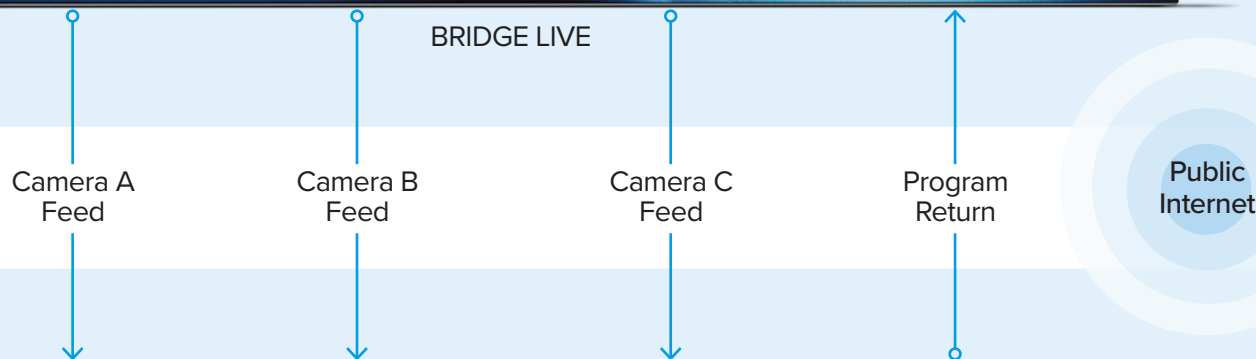 BRIDGE LIVE
Camera A
Feed
Camera B
Feed
Camera C
Feed
Program
Return
Public
Internet